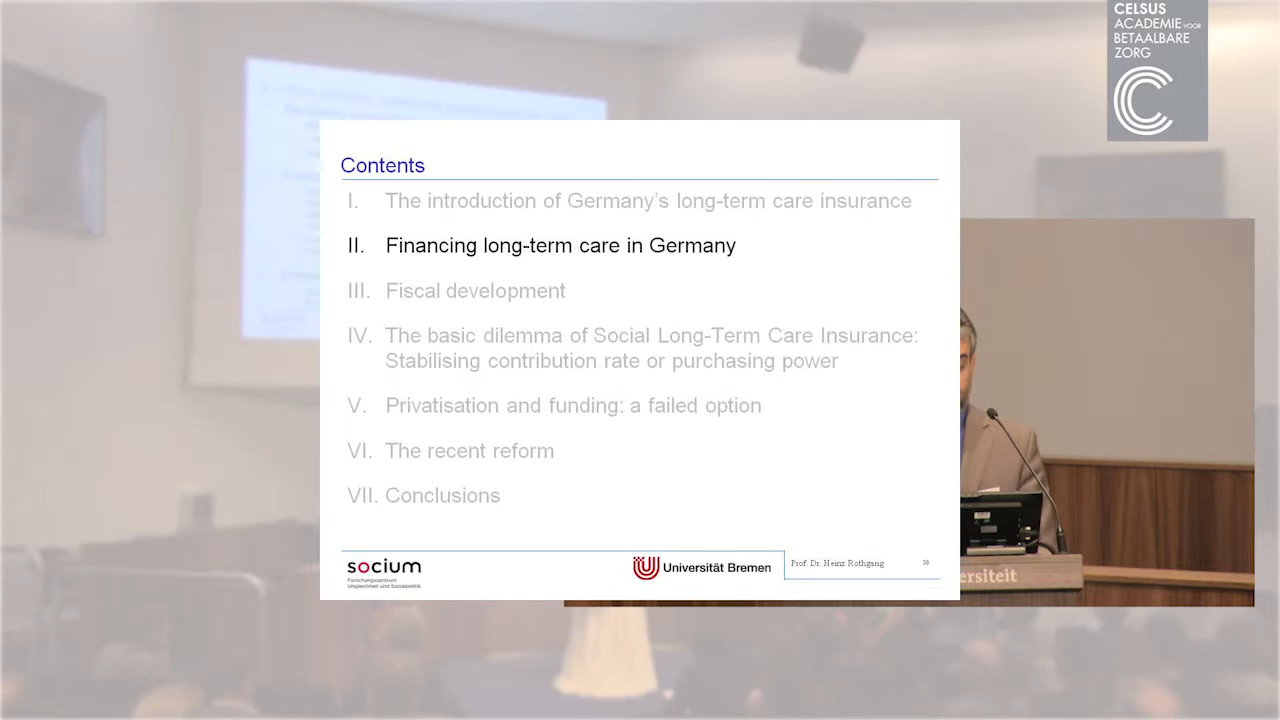 CELSUS
ACADEMIE VOOR
BETAALBARE
ZORG
Contents
I. The introduction of Germany's long-term care insurance
II. Financing long-term care in Germany
III. Fiscal development
IV. The basic dilemma of Social Long-Term Care Insurance:
Stabilising contribution rate or purchasing power
V. Privatisation and funding: a failed option
VI. The recent reform
VII. Conclusions
socium
Forschungszentrum
Ungleichheit und Sozialpolitik
Universität Bremen
Prof. Dr. Heinz Rothgang
38
ersiteit